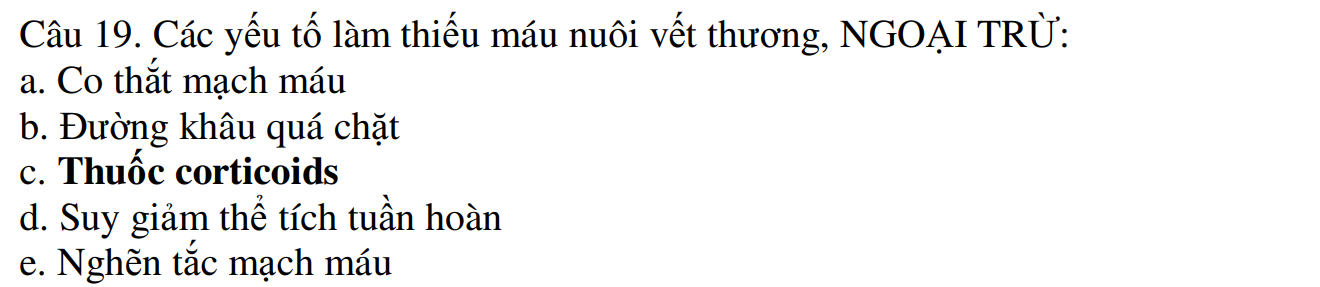 Câu 19. Các yếu tố làm thiếu máu nuôi vết thương, NGOẠI TRỪ:
a. Co thắt mạch máu
b. Đường khâu quá chặt
c. Thuốc corticoids
d. Suy giảm thể tích tuần hoàn
e. Nghẽn tắc mạch máu